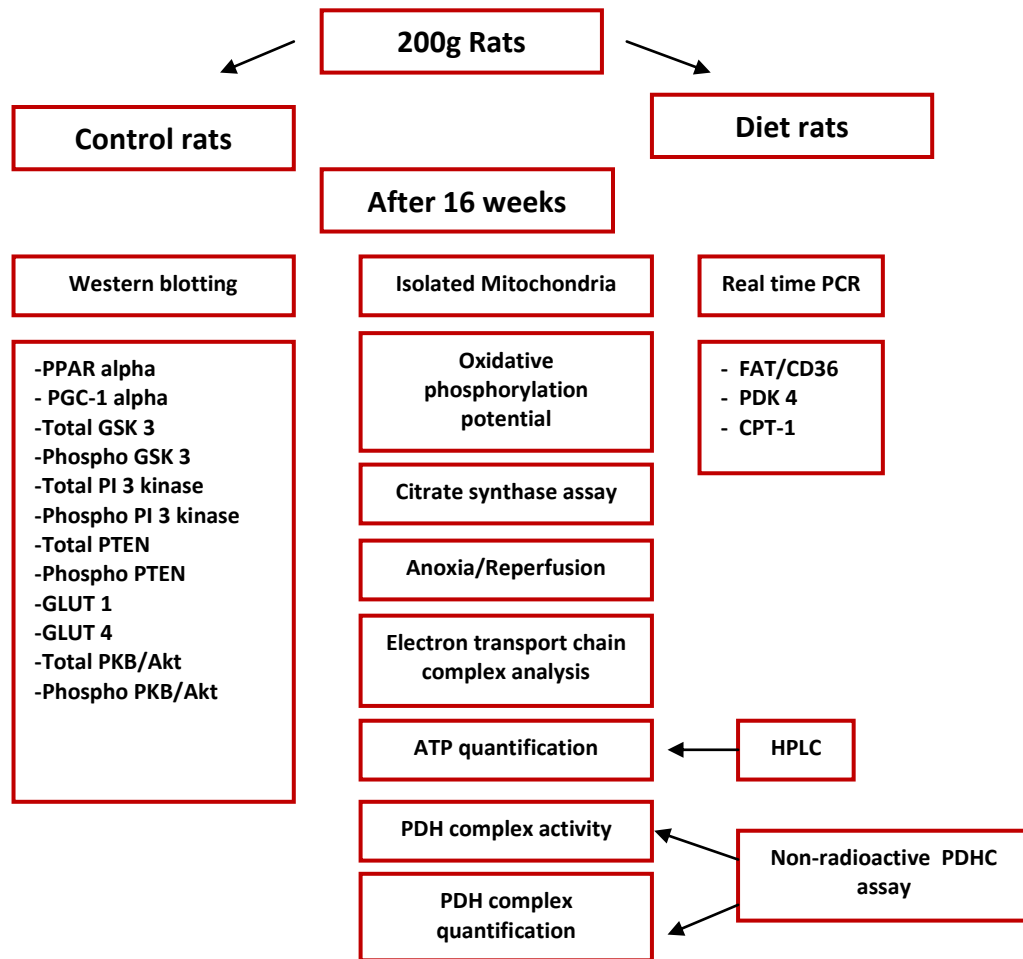 200g Rats
Control rats
Diet rats
After 16 weeks
Western blotting
Isolated Mitochondria
Real time PCR
-PPAR alpha
- PGC-1 alpha
-Total GSK 3
-Phospho GSK 3
-Total PI 3 kinase
-Phospho PI 3 kinase
-Total PTEN
-Phospho PTEN
-GLUT 1
-GLUT 4
-Total PKB/Akt
-Phospho PKB/Akt
Oxidative
phosphorylation
potential
- FAT/CD36
- PDK 4
- CPT-1
Citrate synthase assay
Anoxia/Reperfusion
Electron transport chain
complex analysis
ATP quantification
HPLC
PDH complex activity
Non-radioactive PDHC
assay
PDH complex
quantification